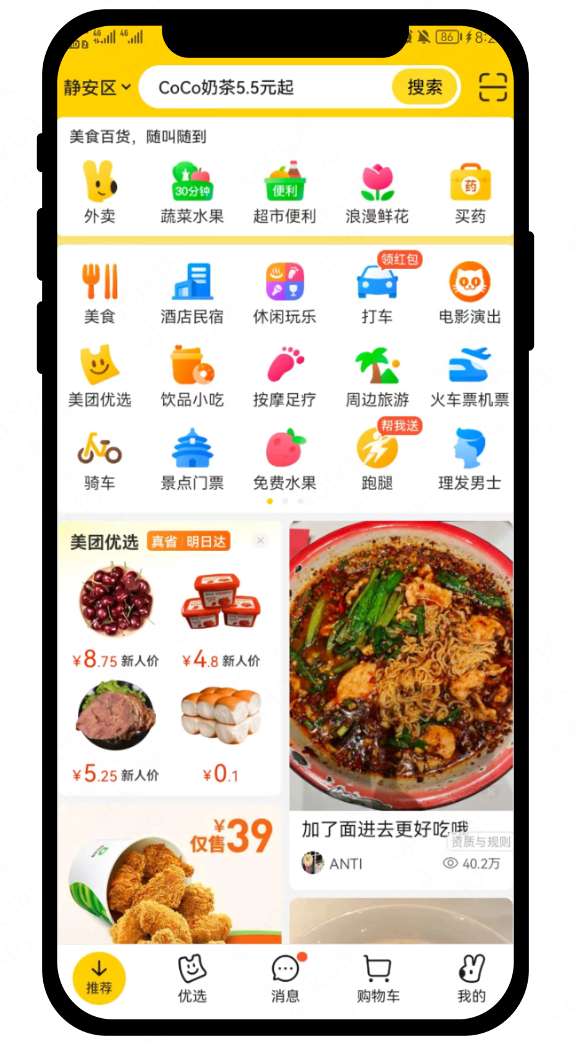 4G 4G 86 8:2
静安区 CoCo奶茶5.5元起 搜索
美食百货，随叫随到
30分钟 便利 药
外卖 蔬菜水果 超市便利 浪漫鲜花 买药
领红包
美食 酒店民宿 休闲玩乐 打车 电影演出
美团优选 饮品小吃 按摩足疗 周边旅游 火车票机票
帮我送
骑车 景点门票 免费水果 跑腿 理发男士
美团优选 真省 明日达
¥8.75 新人价 ¥4.8 新人价
¥5.25 新人价 ¥0.1
¥
仅售39
加了面进去更好吃哦
资质与规则
ANTI 40.2万
推荐 优选 消息 购物车 我的